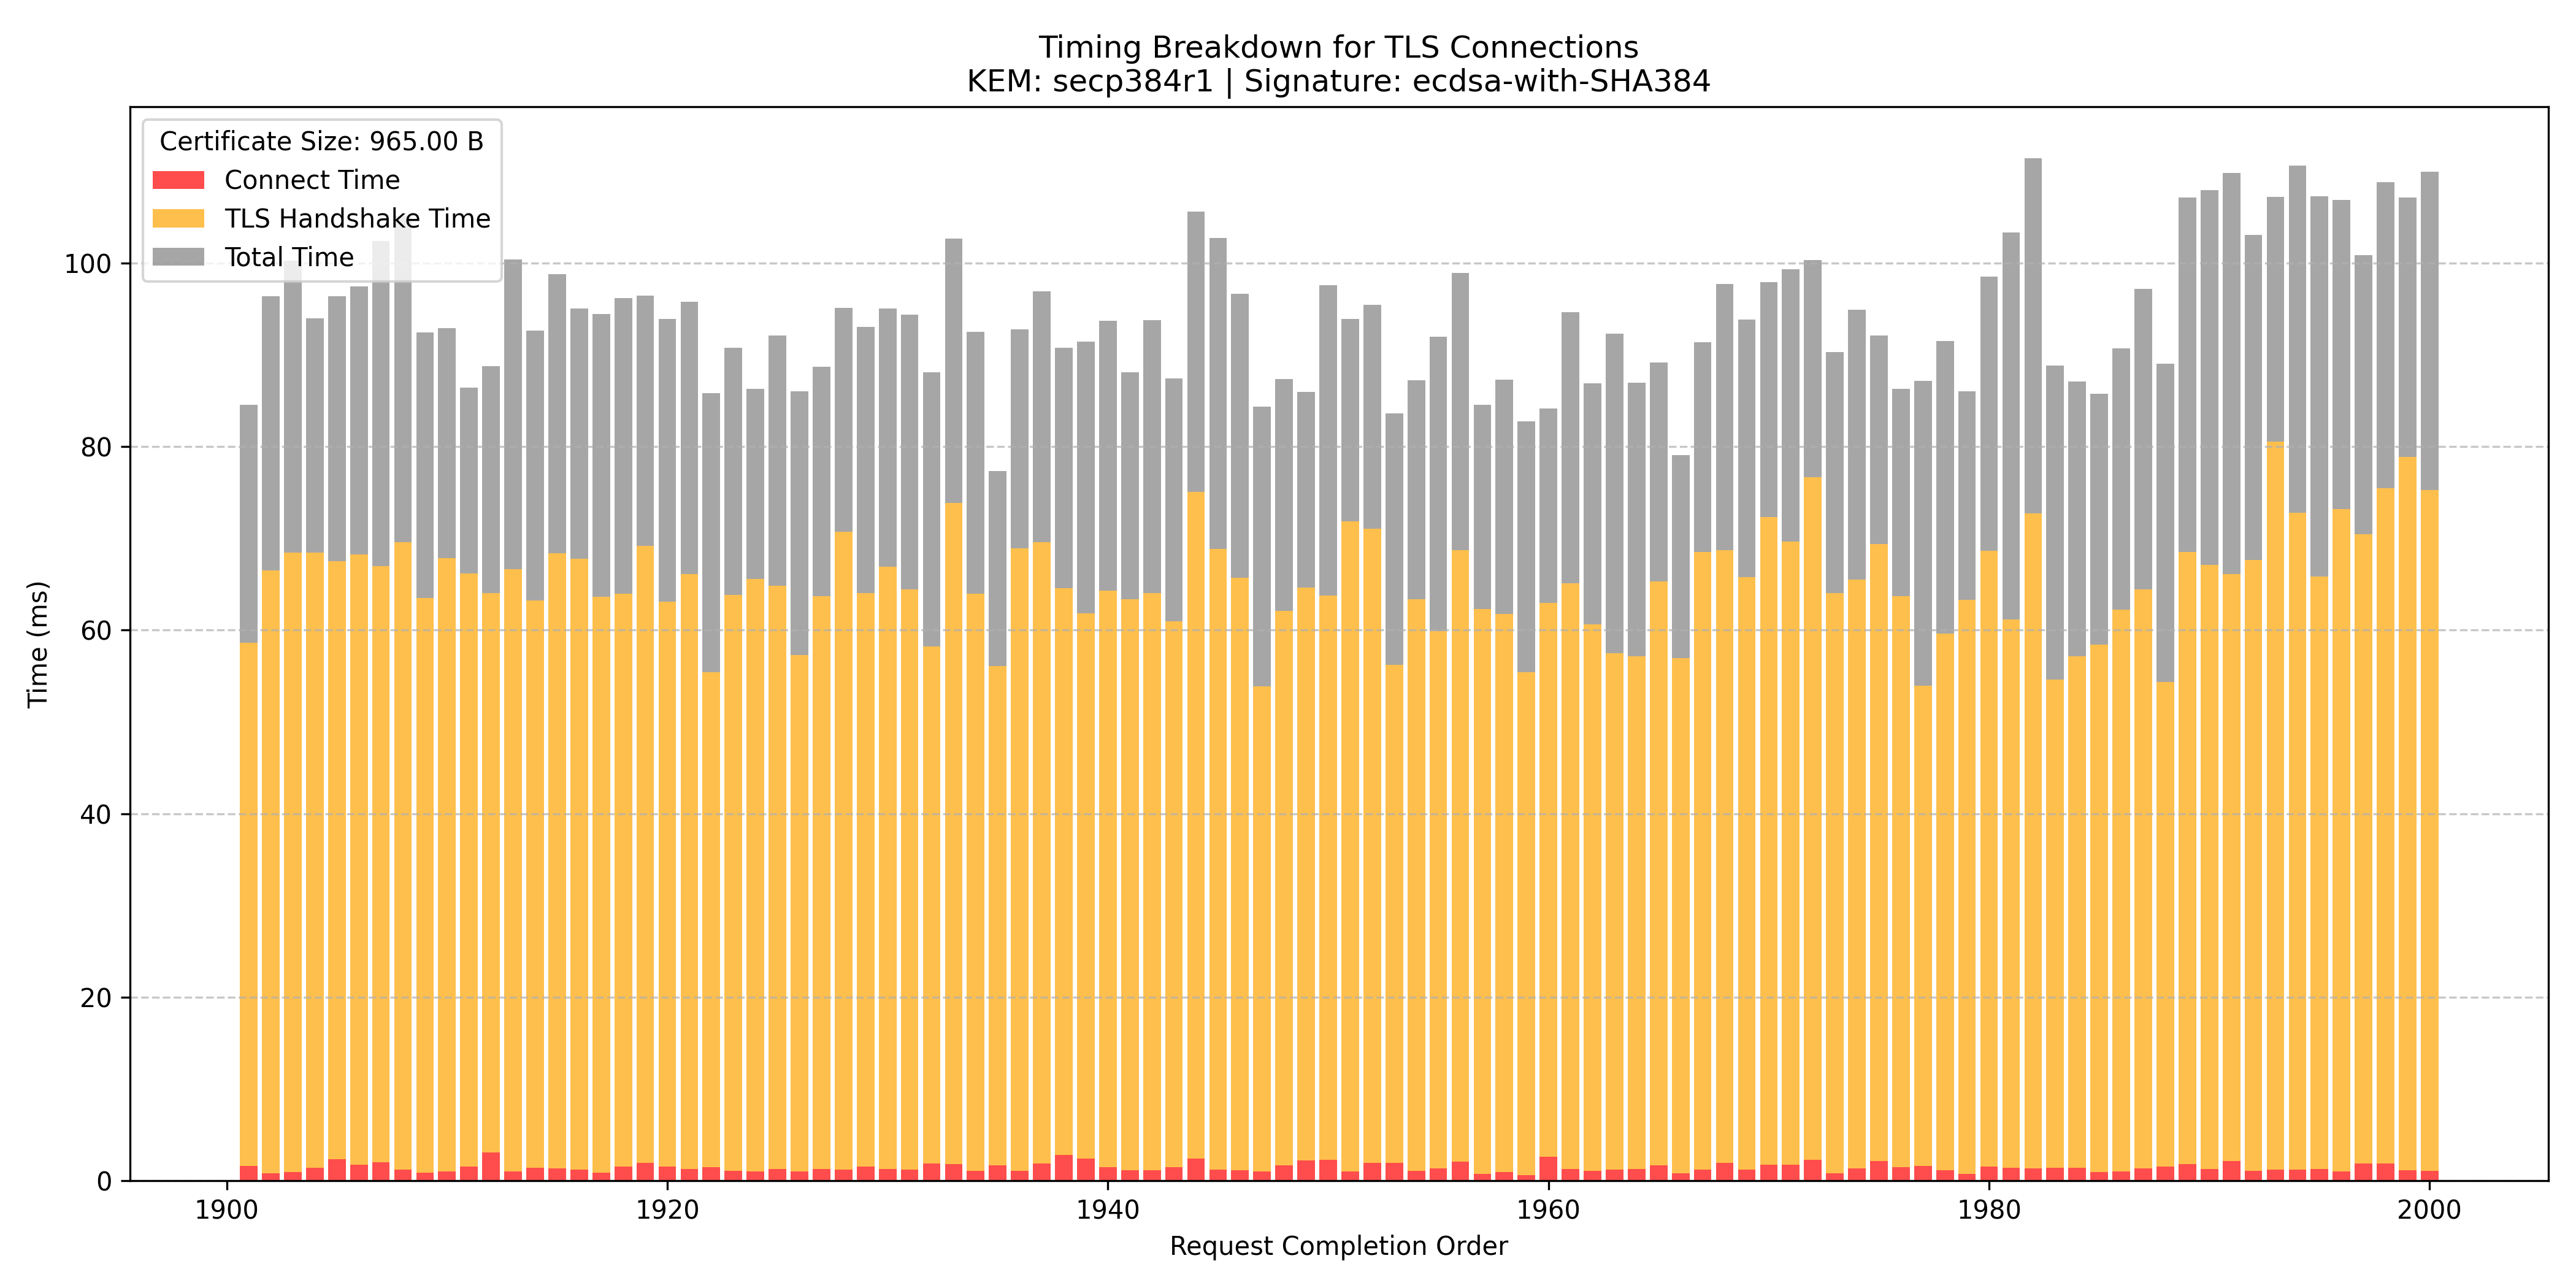 Timing Breakdown for TLS Connections
KEM: secp384r1 | Signature: ecdsa-with-SHA384
Certificate Size: 965.00 B
Connect Time
TLS Handshake Time
Total Time
Time (ms)
100
80
60
40
20
0
1900 1920 1940 1960 1980 2000
Request Completion Order